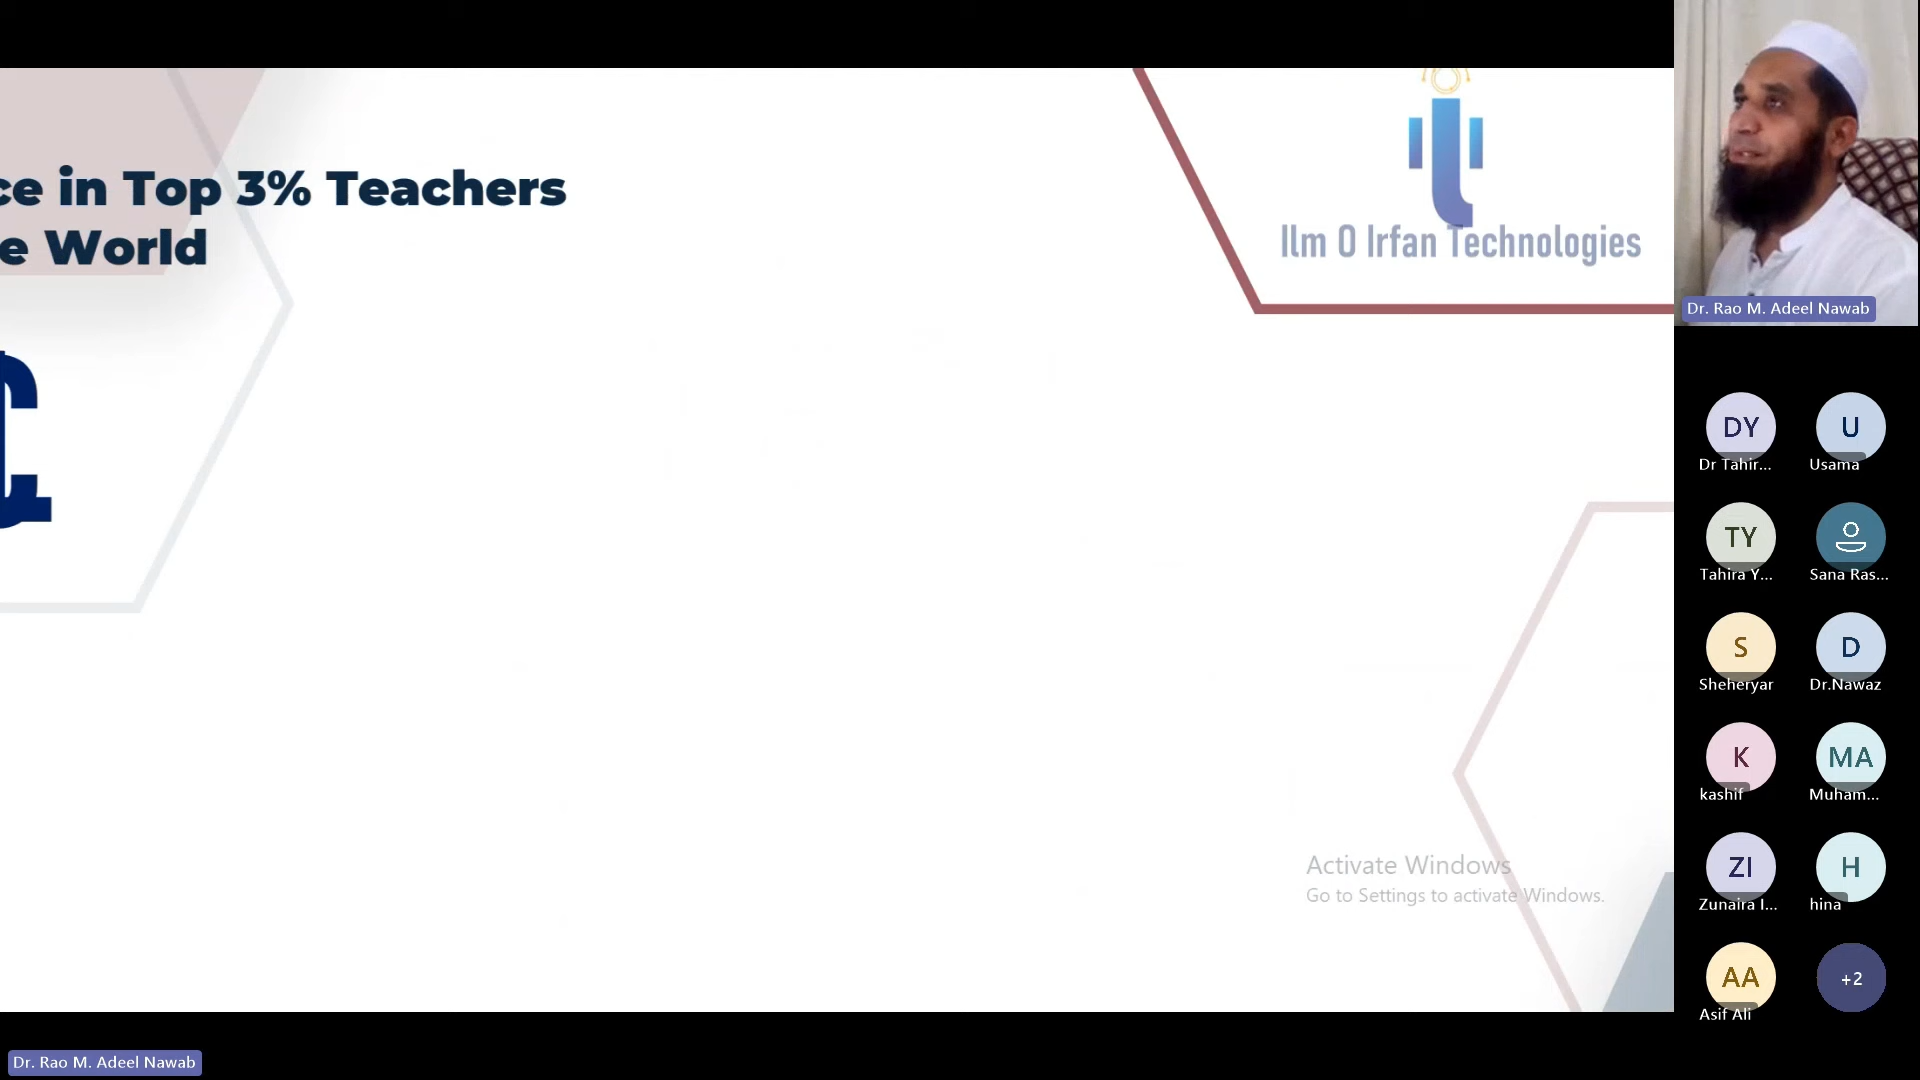 ce in Top 3% Teachers
e World
Ilm O Irfan Technologies
Activate Windows
Go to Settings to activate Windows.
Dr. Rao M. Adeel Nawab
DY
Dr Tahir...
U
Usama
TY
Tahira Y...
Sana Ras...
S
Sheheryar
D
Dr.Nawaz
K
kashif
MA
Muham...
ZI
Zunaira I...
H
hina
AA
Asif Ali
+2
Dr. Rao M. Adeel Nawab